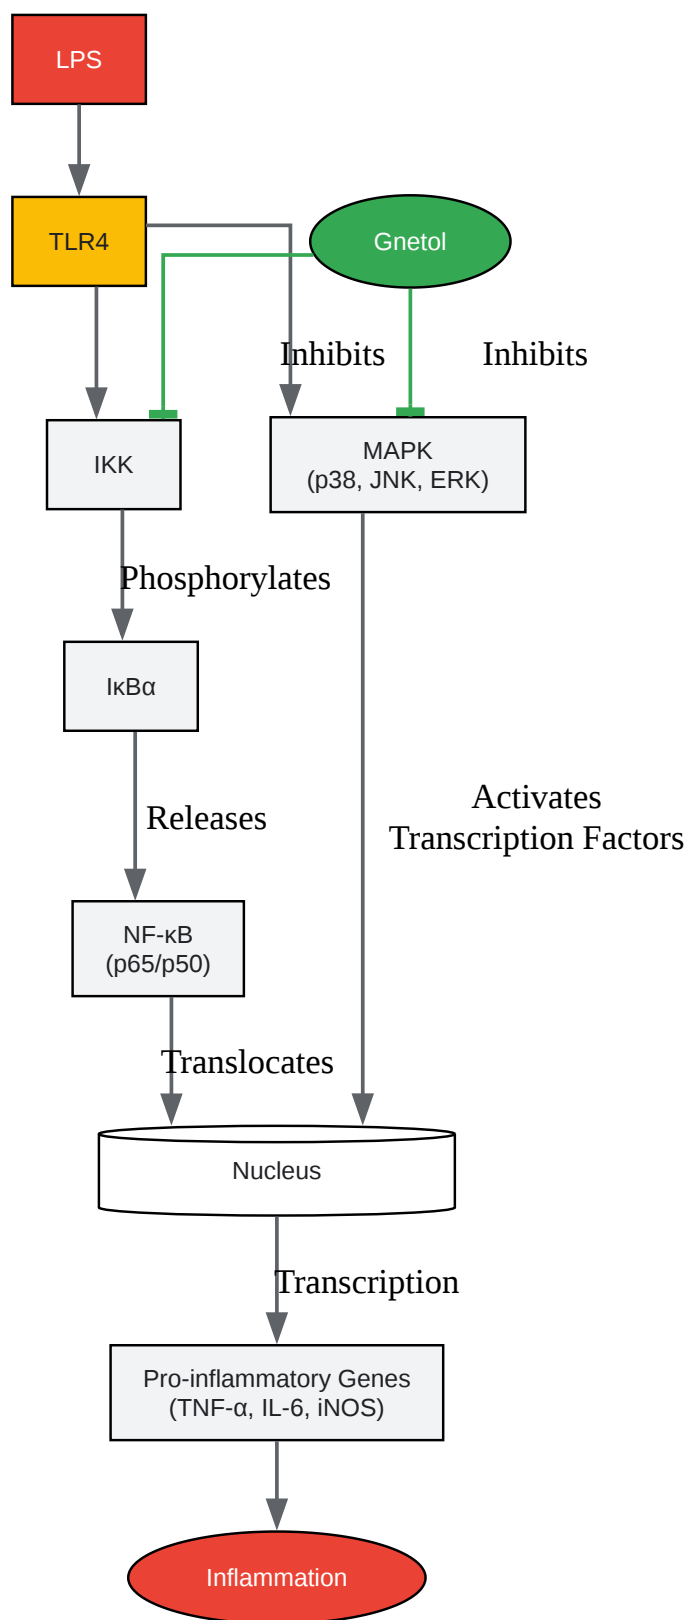 LPS
TLR4
Gnetol
Inhibits
Inhibits
IKK
MAPK
(p38, JNK, ERK)
Phosphorylates
IκBα
Releases
Activates
Transcription Factors
NF-κB
(p65/p50)
Translocates
Nucleus
Transcription
Pro-inflammatory Genes
(TNF-α, IL-6, iNOS)
Inflammation